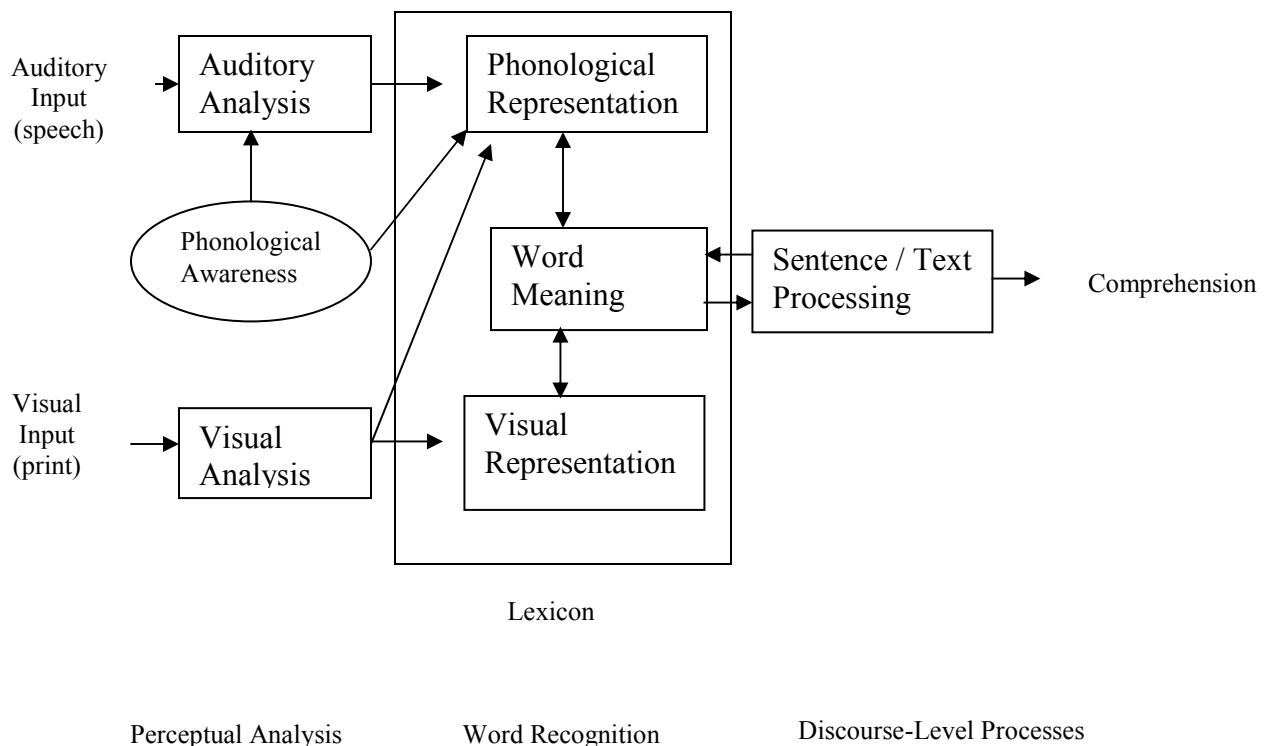 Auditory
Input
(speech)
Auditory
Analysis
Phonological
Representation
Phonological
Awareness
Word
Meaning
Sentence / Text
Processing
Comprehension
Visual
Input
(print)
Visual
Analysis
Visual
Representation
Lexicon
Perceptual Analysis
Word Recognition
Discourse-Level Processes